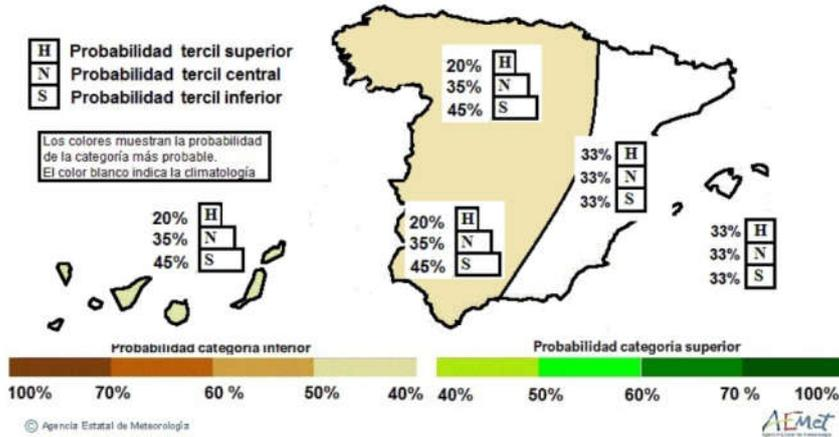 H Probabilidad tercil superior
N Probabilidad tercil central
S Probabilidad tercil inferior
Los colores muestran la probabilidad
de la categoría más probable.
El color blanco indica la climatología
20% H
35% N
45% S
33% H
33% N
33% S
20% H
35% N
45% S
20% H
35% N
45% S
33% H
33% N
33% S
Probabilidad categoría inferior
Probabilidad categoría superior
100% 70% 60 % 50% 40% 40% 50% 60% 70 % 100%
© Agencia Estatal de Meteorología
AEMet